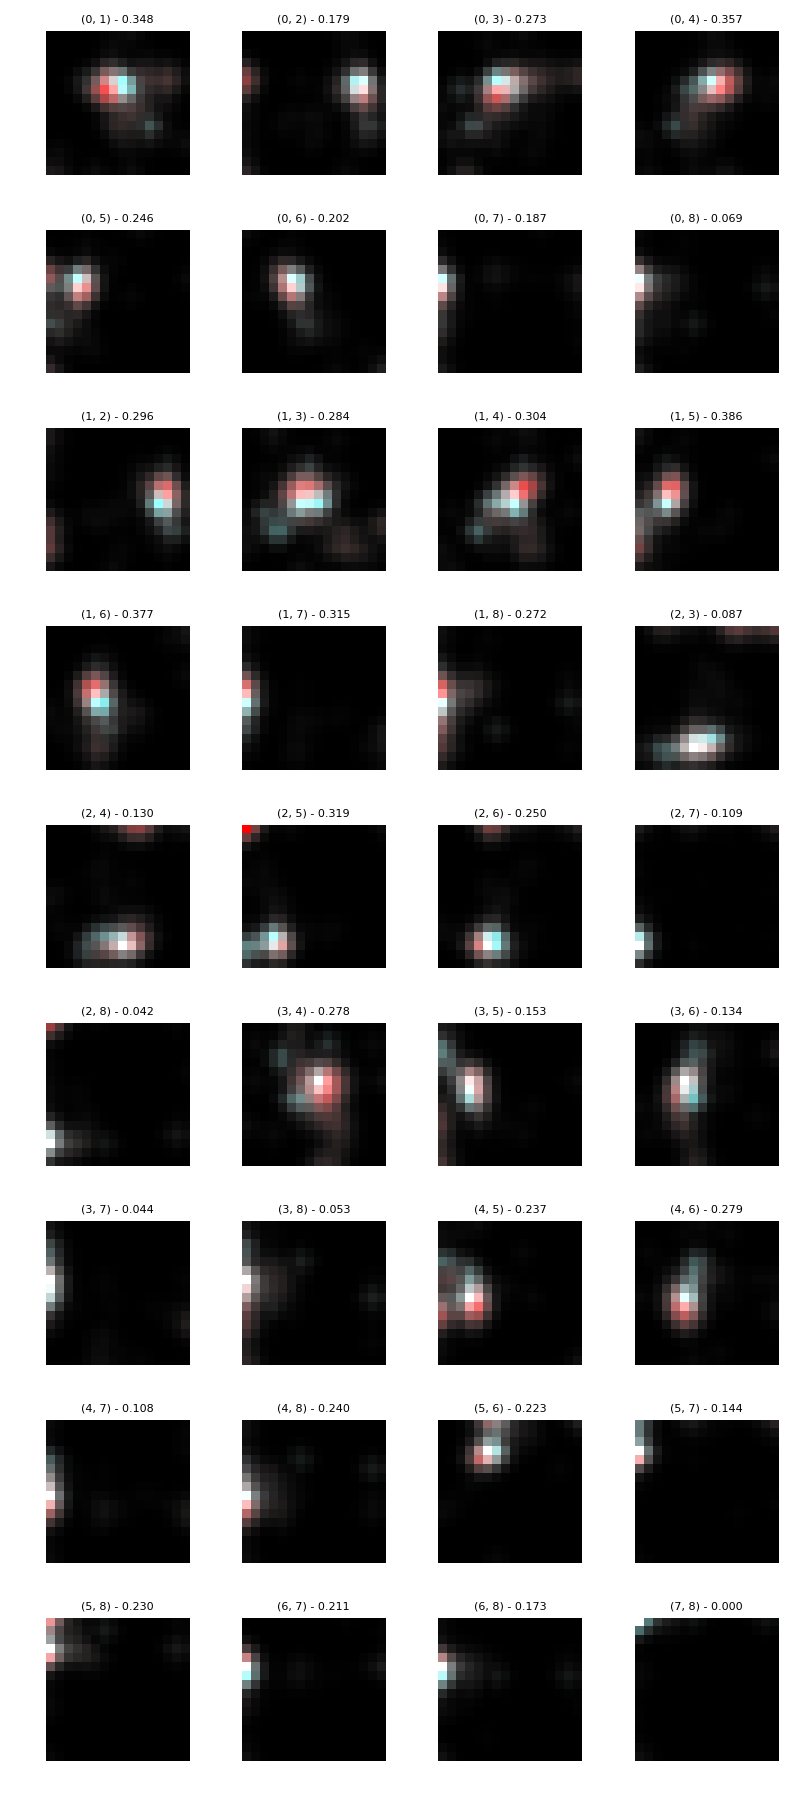 (0, 1) - 0.348 (0, 2) - 0.179 (0, 3) - 0.273 (0, 4) - 0.357
(0, 5) - 0.246 (0, 6) - 0.202 (0, 7) - 0.187 (0, 8) - 0.069
(1, 2) - 0.296 (1, 3) - 0.284 (1, 4) - 0.304 (1, 5) - 0.386
(1, 6) - 0.377 (1, 7) - 0.315 (1, 8) - 0.272 (2, 3) - 0.087
(2, 4) - 0.130 (2, 5) - 0.319 (2, 6) - 0.250 (2, 7) - 0.109
(2, 8) - 0.042 (3, 4) - 0.278 (3, 5) - 0.153 (3, 6) - 0.134
(3, 7) - 0.044 (3, 8) - 0.053 (4, 5) - 0.237 (4, 6) - 0.279
(4, 7) - 0.108 (4, 8) - 0.240 (5, 6) - 0.223 (5, 7) - 0.144
(5, 8) - 0.230 (6, 7) - 0.211 (6, 8) - 0.173 (7, 8) - 0.000